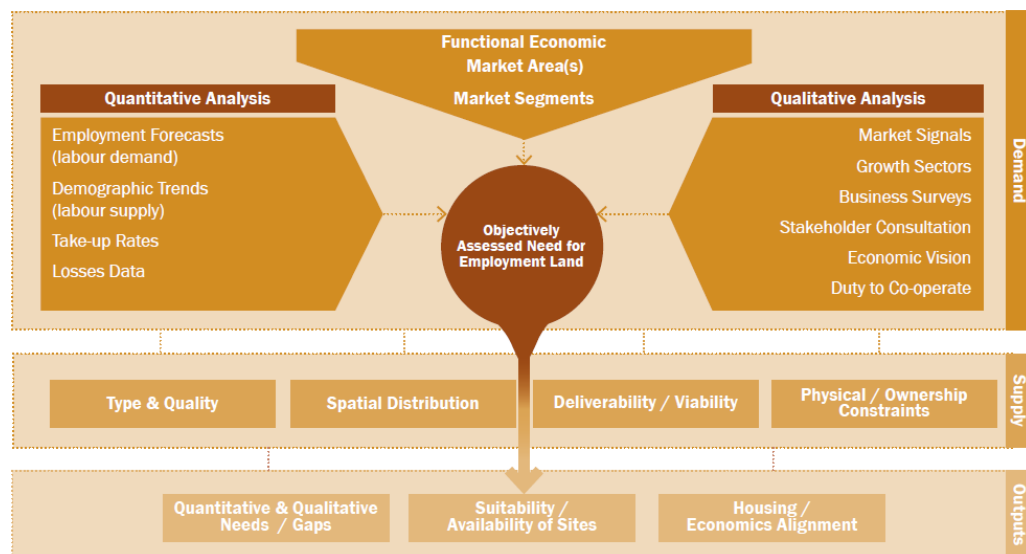 Functional Economic
Market Area(s)
Market Segments
Quantitative Analysis
Employment Forecasts
(labour demand)
Demographic Trends
(labour supply)
Take-up Rates
Losses Data
Qualitative Analysis
Market Signals
Growth Sectors
Business Surveys
Stakeholder Consultation
Economic Vision
Duty to Co-operate
Objectively
Assessed Need for
Employment Land
Demand
Type & Quality
Spatial Distribution
Deliverability / Viability
Physical / Ownership
Constraints
Supply
Quantitative & Qualitative
Needs / Gaps
Suitability /
Availability of Sites
Housing /
Economics Alignment
Outputs